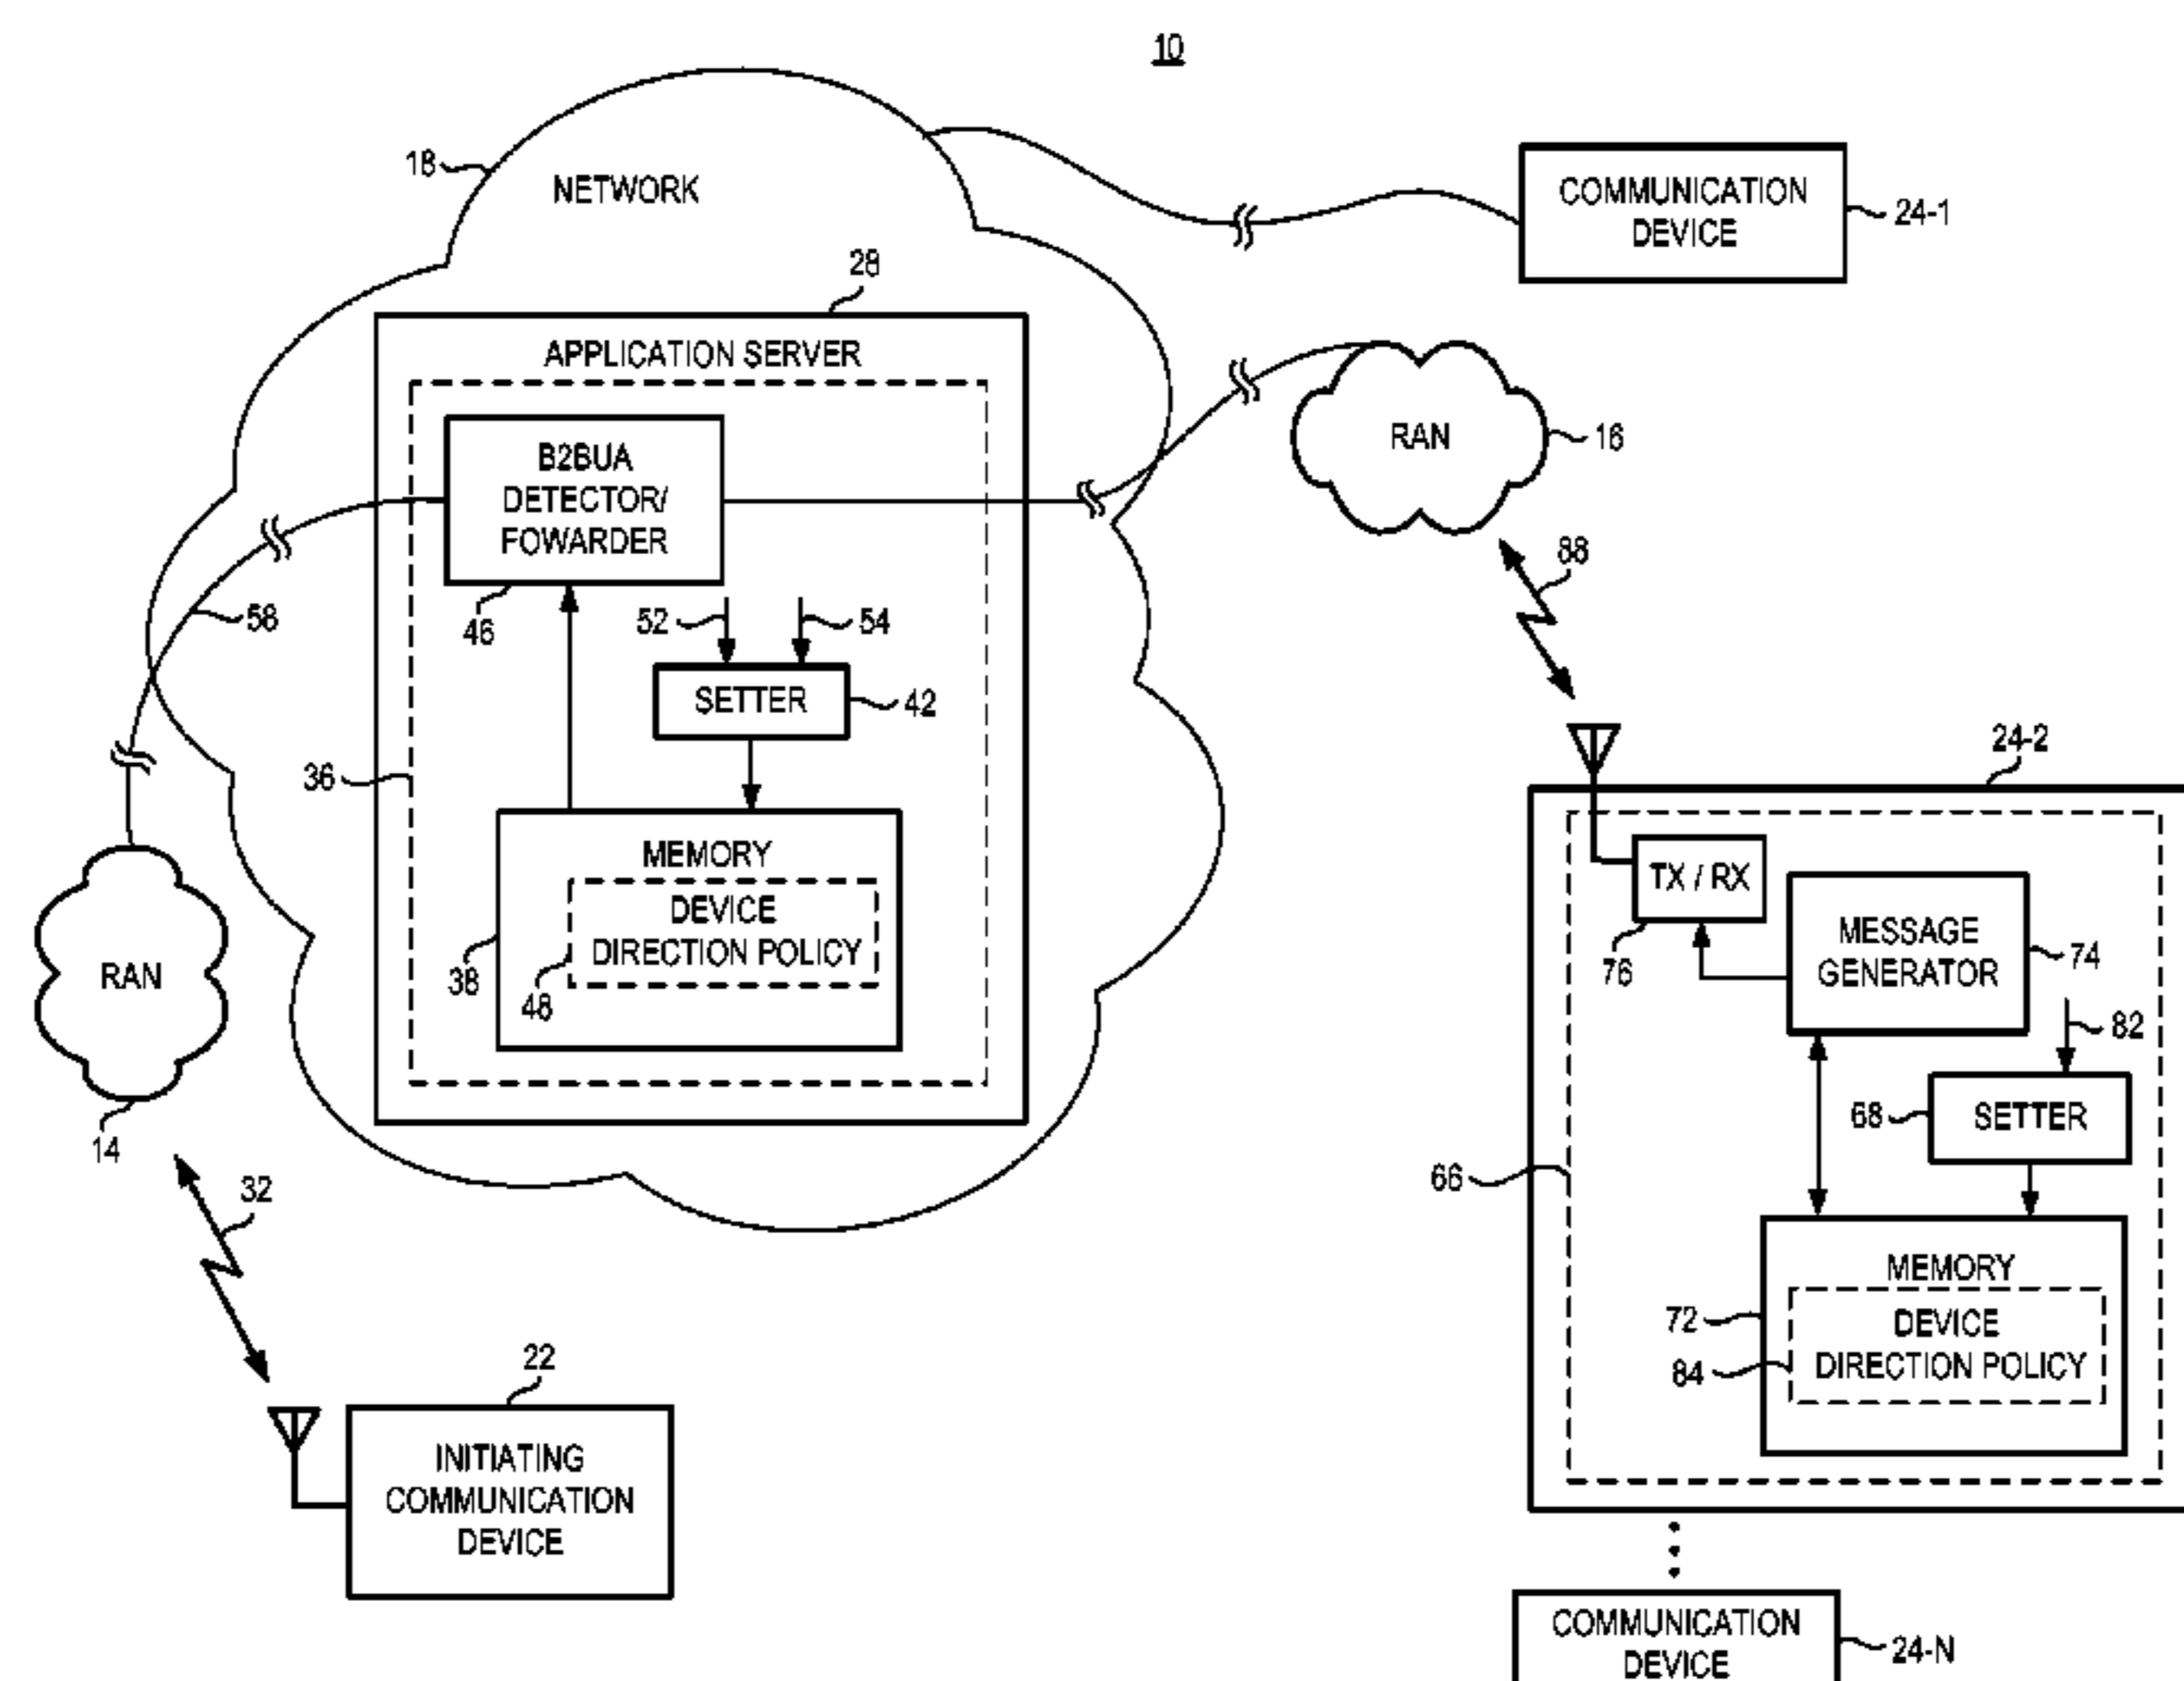 10
18
NETWORK
COMMUNICATION
DEVICE
24-1
28
APPLICATION SERVER
B2BUA
DETECTOR/
FOWARDER
RAN
16
58
46
52
54
88
SETTER
42
36
24-2
MEMORY
DEVICE
DIRECTION POLICY
38
48
TX / RX
76
MESSAGE
GENERATOR
74
82
RAN
14
68
SETTER
66
32
MEMORY
72
DEVICE
DIRECTION POLICY
84
22
INITIATING
COMMUNICATION
DEVICE
COMMUNICATION
DEVICE
24-N